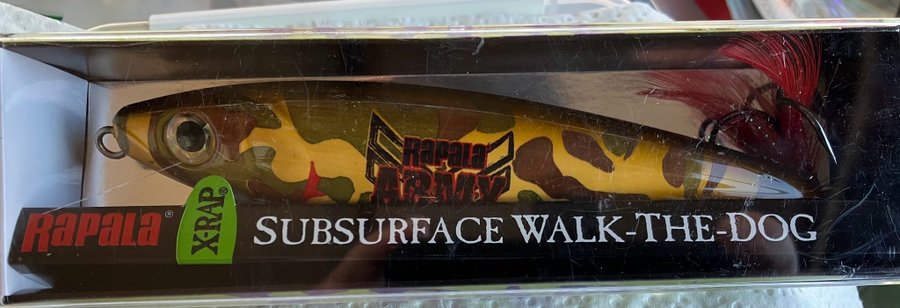 RAPALA
ARMY
RAPALA®
X-RAP®
SUBSURFACE WALK-THE-DOG